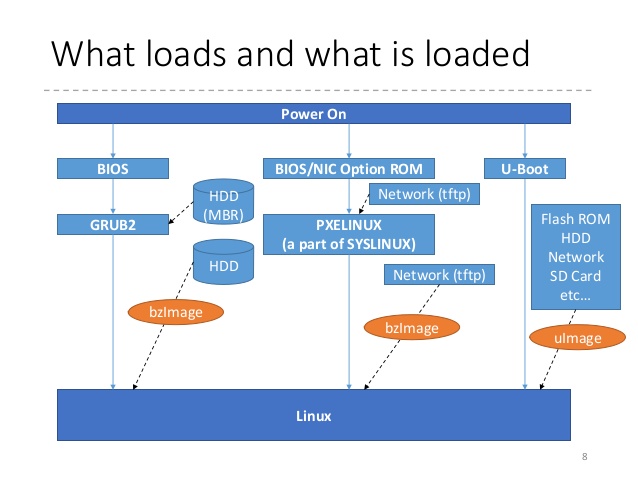 What loads and what is loaded
Power On
BIOS
BIOS/NIC Option ROM
U-Boot
HDD
(MBR)
Network (tftp)
GRUB2
PXELINUX
(a part of SYSLINUX)
Flash ROM
HDD
Network
SD Card
etc...
HDD
Network (tftp)
bzImage
bzImage
uImage
Linux
8